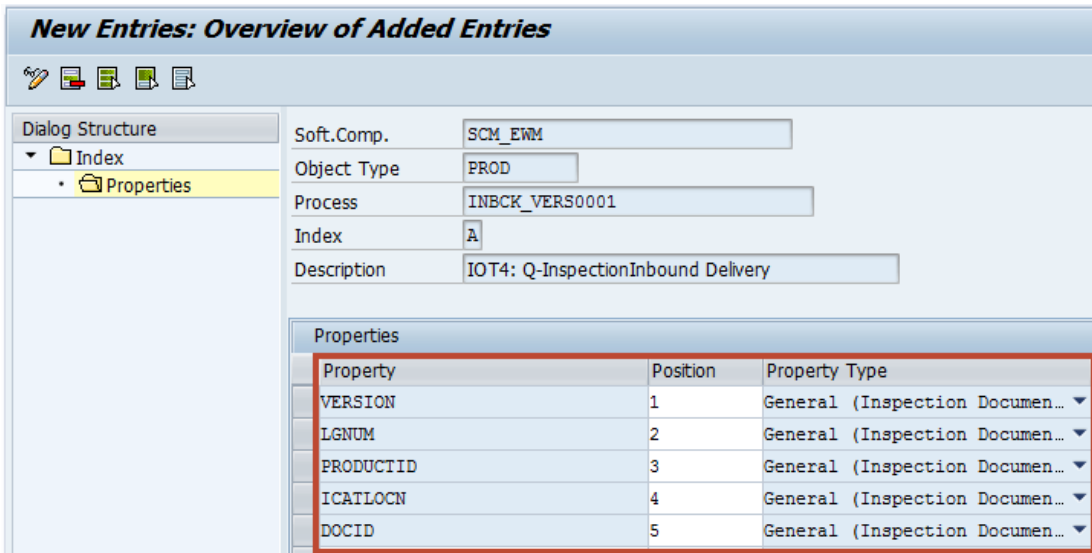 New Entries: Overview of Added Entries
Dialog Structure
Index
Properties
Soft.Comp. SCM_EWM
Object Type PROD
Process INBCK_VERS0001
Index A
Description IOT4: Q-InspectionInbound Delivery
Properties
Property Position Property Type
VERSION 1 General (Inspection Documen…
LGNUM 2 General (Inspection Documen…
PRODUCTID 3 General (Inspection Documen…
ICATLOCN 4 General (Inspection Documen…
DOCID 5 General (Inspection Documen…